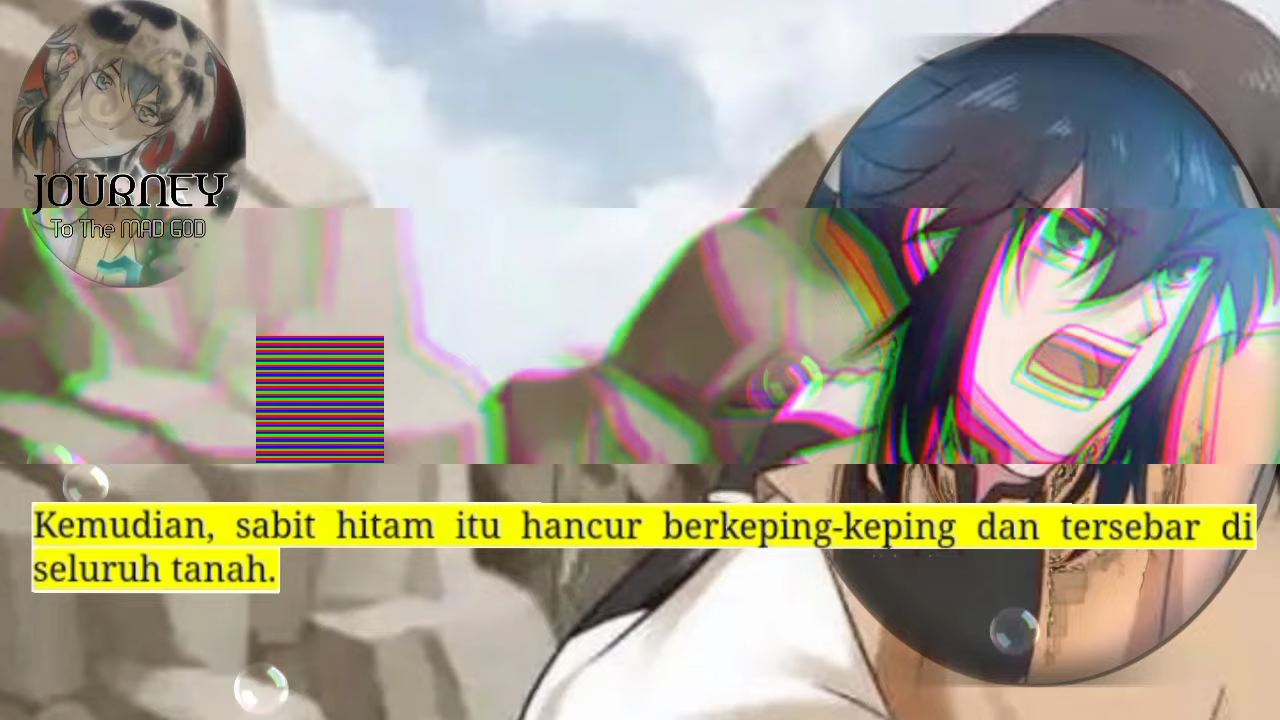 JOURNEY
To The MAD GOD
Kemudian, sabit hitam itu hancur berkeping-keping dan tersebar di
seluruh tanah.